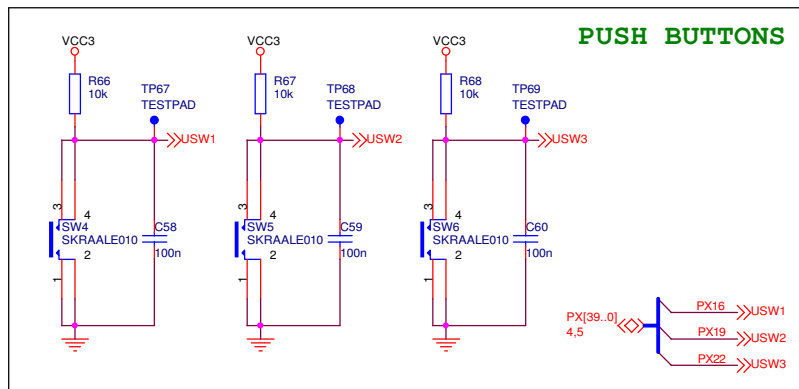 PUSH BUTTONS
VCC3
R66
10k
TP67
TESTPAD
USW1
3
4
SW4
SKRAALE010
2
1
C58
100n
VCC3
R67
10k
TP68
TESTPAD
USW2
3
4
SW5
SKRAALE010
2
1
C59
100n
VCC3
R68
10k
TP69
TESTPAD
USW3
3
4
SW6
SKRAALE010
2
1
C60
100n
PX[39..0]
4,5
PX16 USW1
PX19 USW2
PX22 USW3